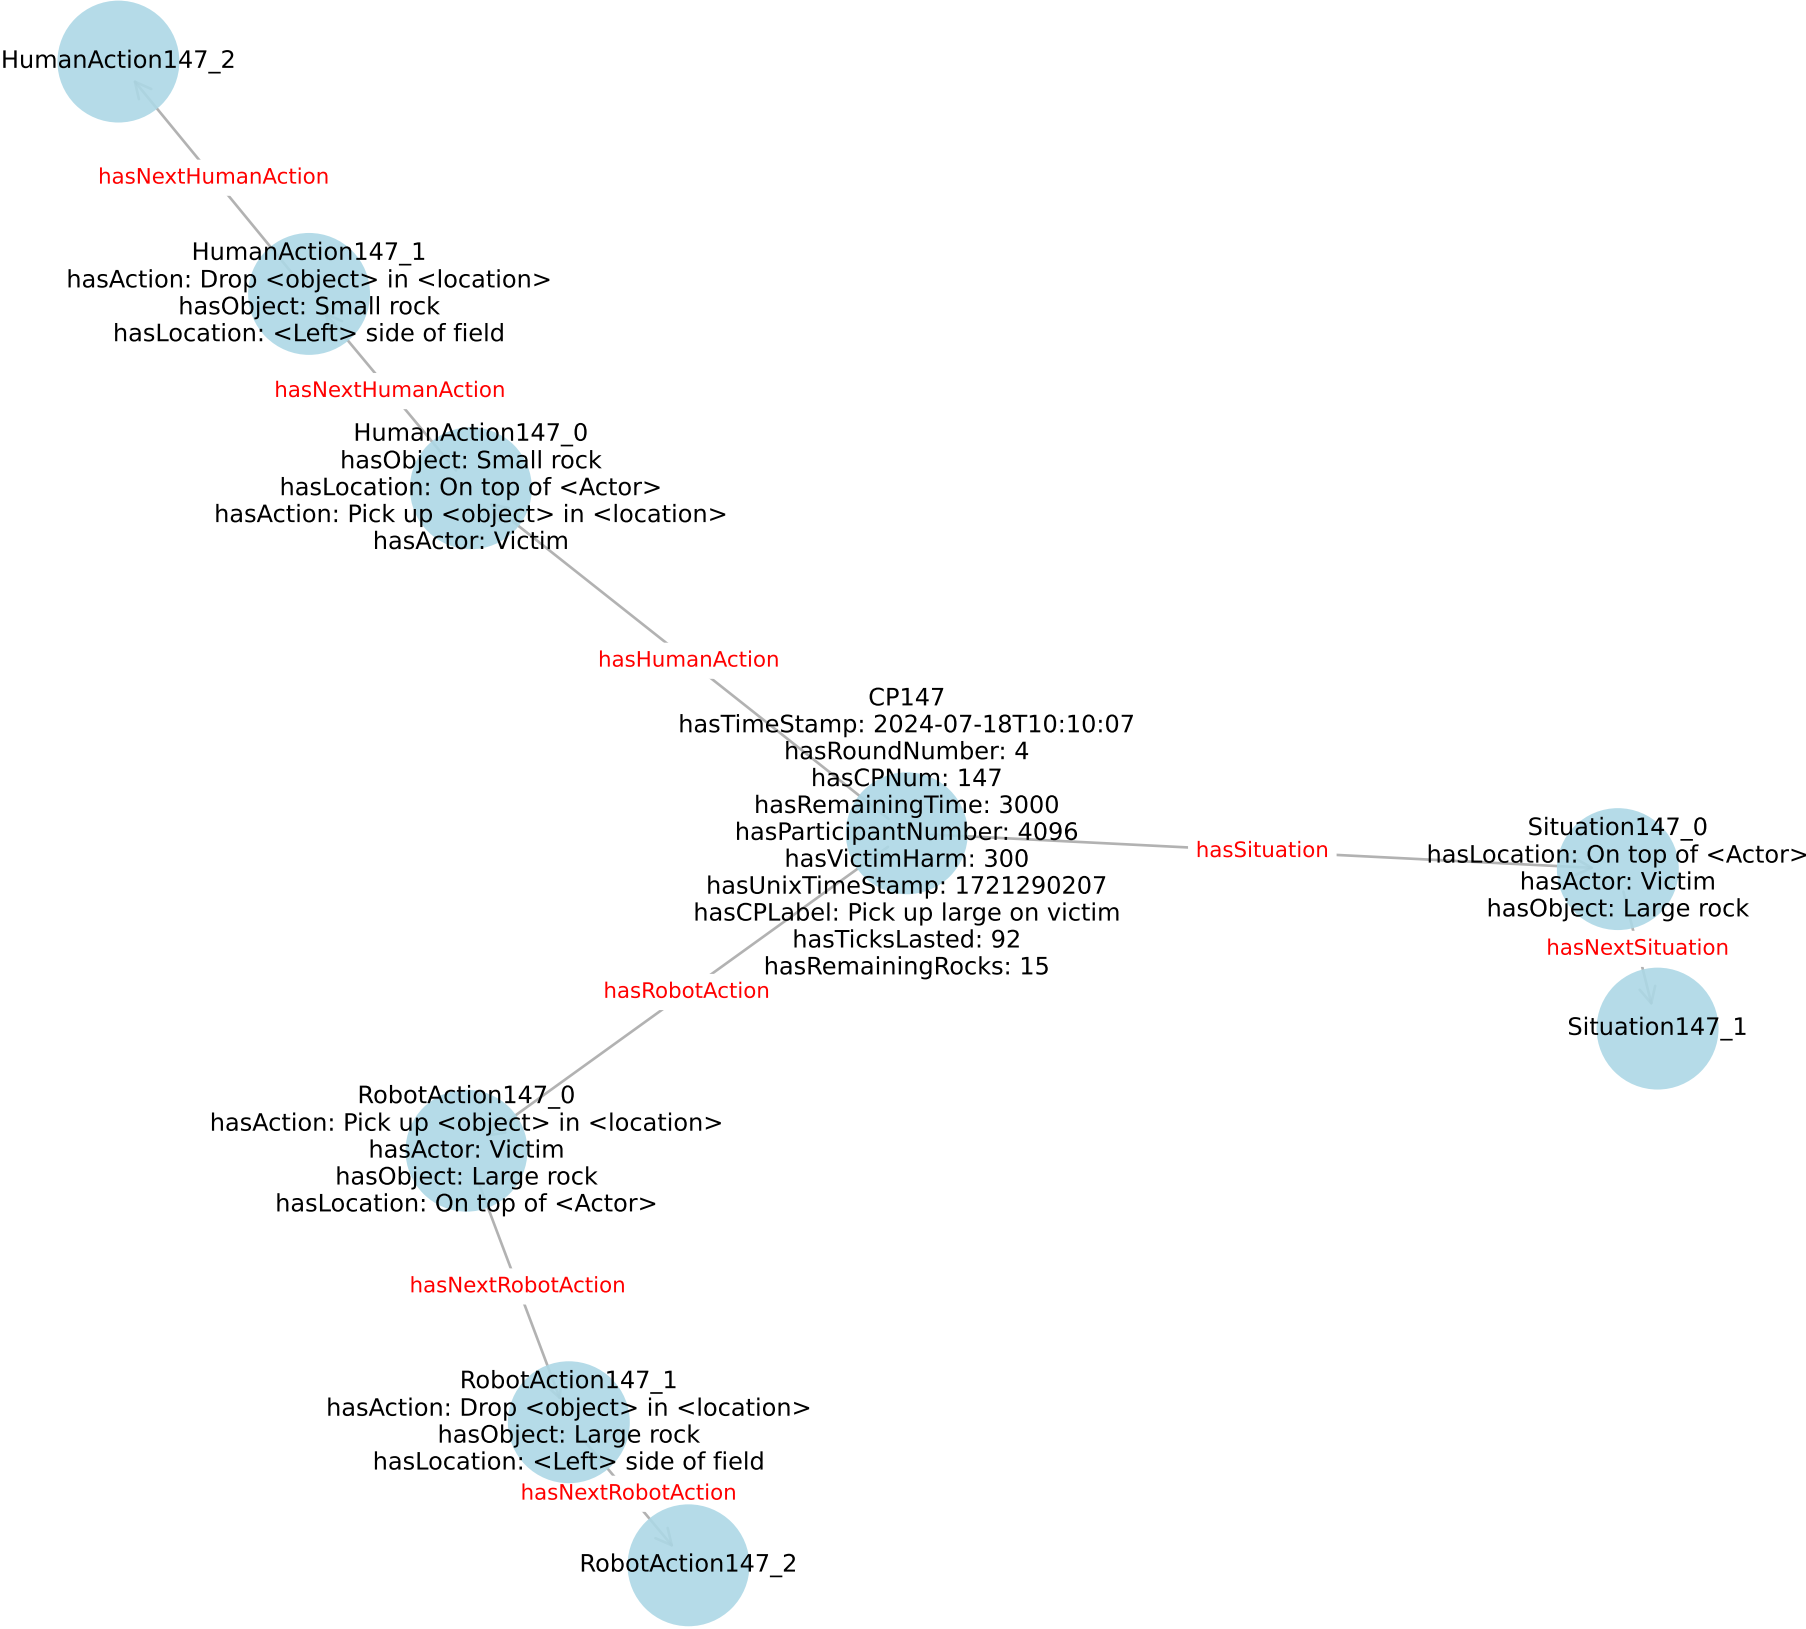 HumanAction147_2
hasNextHumanAction
HumanAction147_1
hasAction: Drop <object> in <location>
hasObject: Small rock
hasLocation: <Left> side of field
hasNextHumanAction
HumanAction147_0
hasObject: Small rock
hasLocation: On top of <Actor>
hasAction: Pick up <object> in <location>
hasActor: Victim
hasHumanAction
CP147
hasTimeStamp: 2024-07-18T10:10:07
hasRoundNumber: 4
hasCPNum: 147
hasRemainingTime: 3000
hasParticipantNumber: 4096
hasVictimHarm: 300
hasUnixTimeStamp: 1721290207
hasCPLabel: Pick up large on victim
hasTicksLasted: 92
hasRemainingRocks: 15
hasSituation
Situation147_0
hasLocation: On top of <Actor>
hasActor: Victim
hasObject: Large rock
hasNextSituation
Situation147_1
hasRobotAction
RobotAction147_0
hasAction: Pick up <object> in <location>
hasActor: Victim
hasObject: Large rock
hasLocation: On top of <Actor>
hasNextRobotAction
RobotAction147_1
hasAction: Drop <object> in <location>
hasObject: Large rock
hasLocation: <Left> side of field
hasNextRobotAction
RobotAction147_2